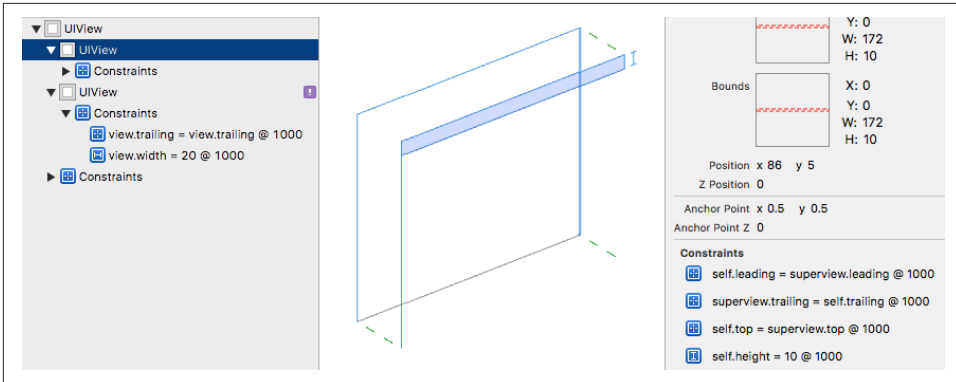 UIView
UIView
Constraints
UIView
Constraints
view.trailing = view.trailing @ 1000
view.width = 20 @ 1000
Constraints
Y: 0
W: 172
H: 10
Bounds
X: 0
Y: 0
W: 172
H: 10
Position x 86 y 5
Z Position 0
Anchor Point x 0.5 y 0.5
Anchor Point Z 0
Constraints
self.leading = superview.leading @ 1000
superview.trailing = self.trailing @ 1000
self.top = superview.top @ 1000
self.height = 10 @ 1000